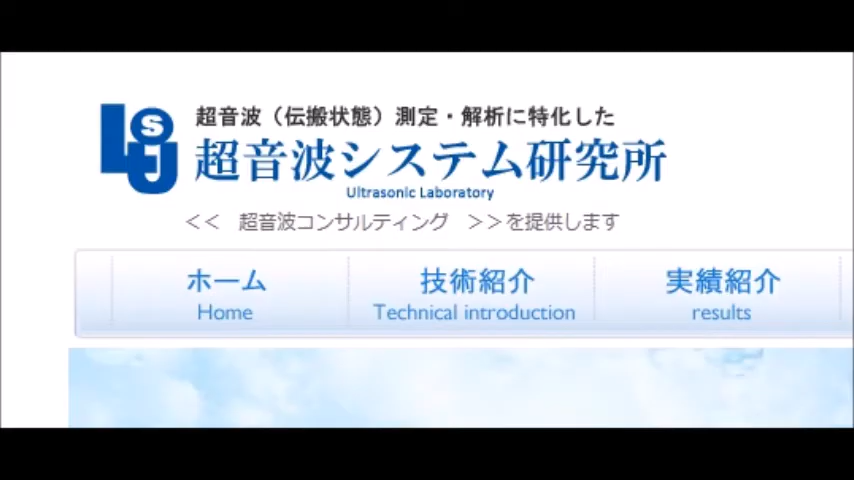 LSJ
超音波（伝搬状態）測定・解析に特化した
超音波システム研究所
Ultrasonic Laboratory
<< 超音波コンサルティング >>を提供します
ホーム 技術紹介 実績紹介
Home Technical introduction results